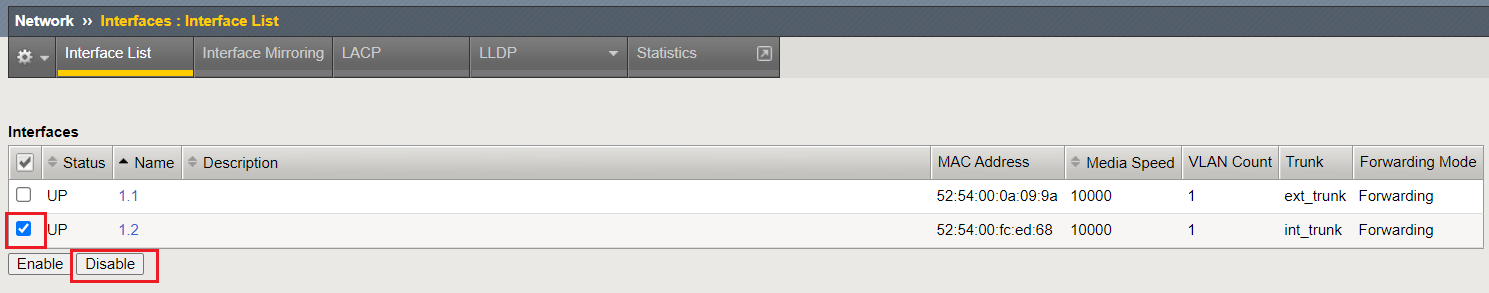 Network ›› Interfaces : Interface List
Interface List Interface Mirroring LACP LLDP Statistics
Interfaces
Status Name Description MAC Address Media Speed VLAN Count Trunk Forwarding Mode
UP 1.1 52:54:00:0a:09:9a 10000 1 ext_trunk Forwarding
UP 1.2 52:54:00:fc:ed:68 10000 1 int_trunk Forwarding
Enable Disable